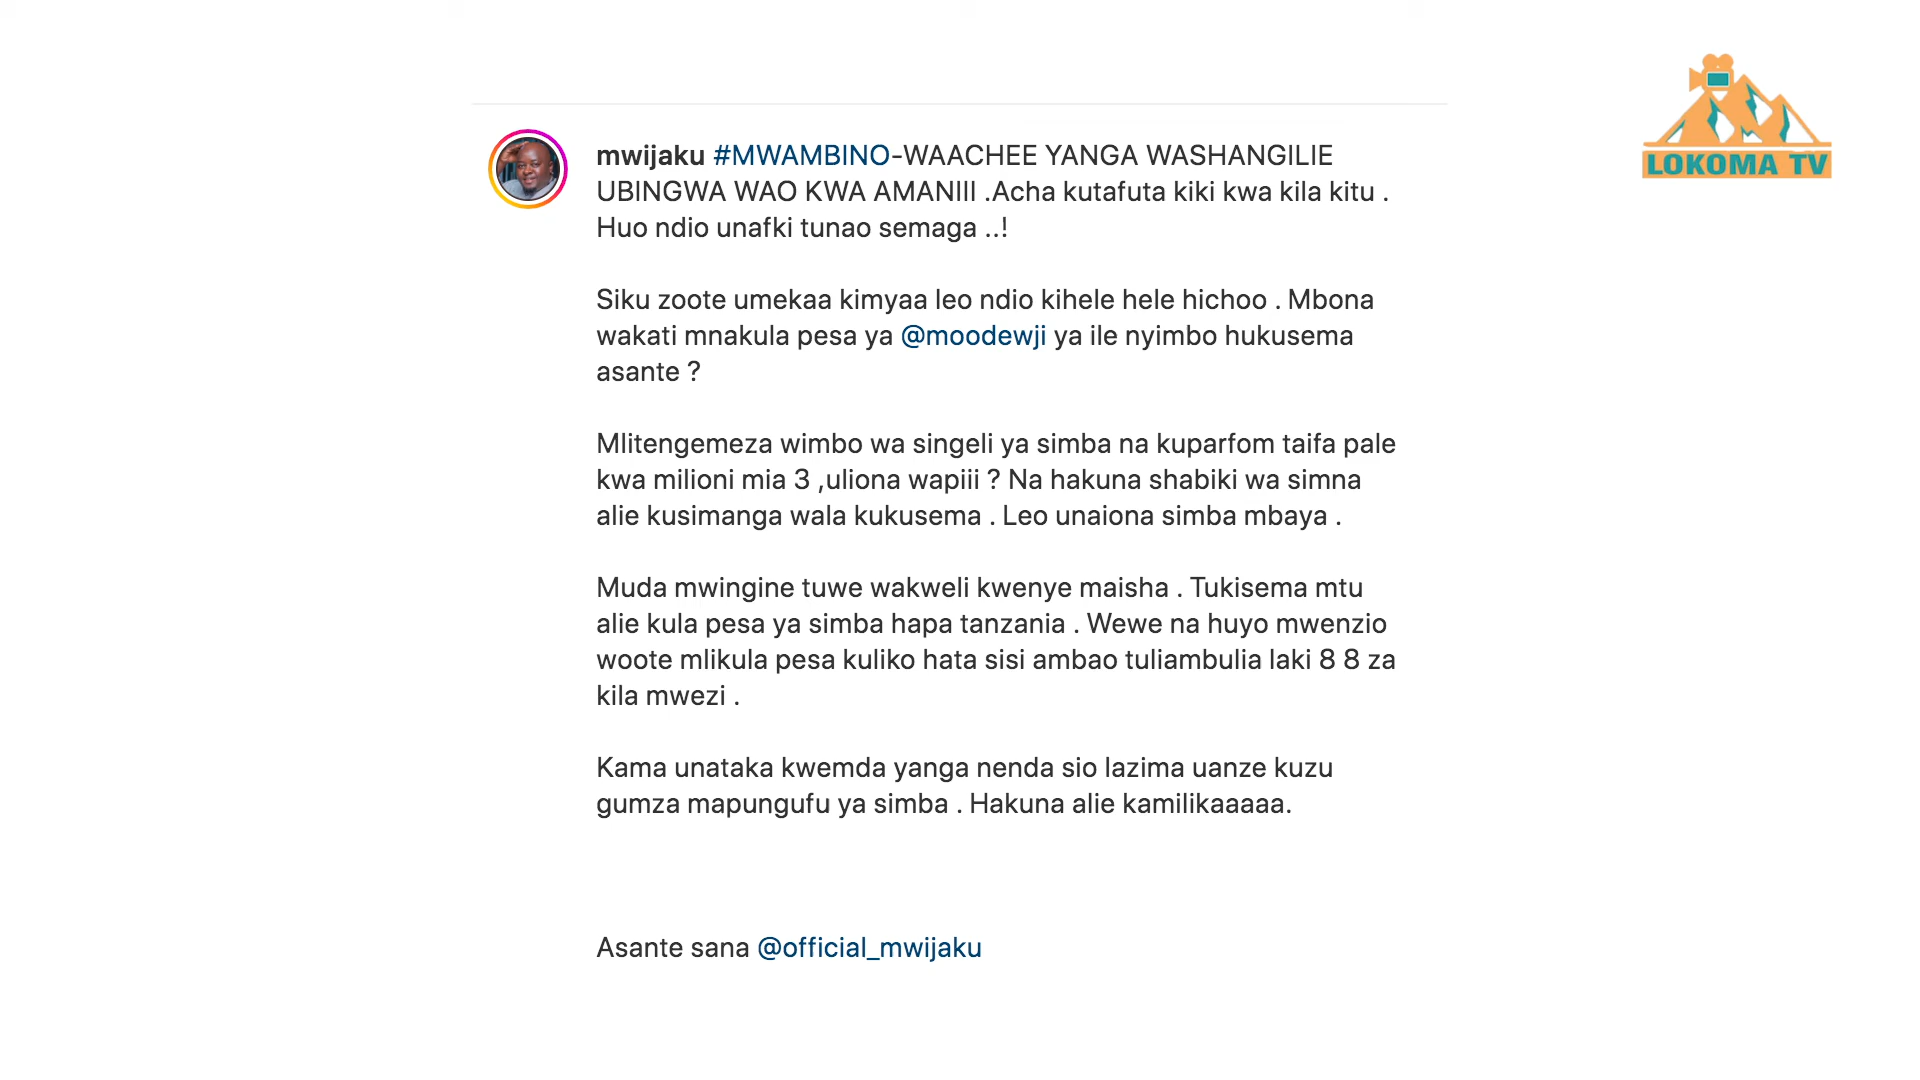 LOKOMA TV
mwijaku #MWAMBINO-WAACHEE YANGA WASHANGILIE
UBINGWA WAO KWA AMANIII .Acha kutafuta kiki kwa kila kitu .
Huo ndio unafki tunao semaga ..!
Siku zoote umekaa kimyaa leo ndio kihele hele hichoo . Mbona
wakati mnakula pesa ya @moodewji ya ile nyimbo hukusema
asante ?
Mlitengemeza wimbo wa singeli ya simba na kuparfom taifa pale
kwa milioni mia 3 ,uliona wapiii ? Na hakuna shabiki wa simna
alie kusimanga wala kukusema . Leo unaiona simba mbaya .
Muda mwingine tuwe wakweli kwenye maisha . Tukisema mtu
alie kula pesa ya simba hapa tanzania . Wewe na huyo mwenzio
woote mlikula pesa kuliko hata sisi ambao tuliambulia laki 8 8 za
kila mwezi .
Kama unataka kwemda yanga nenda sio lazima uanze kuzu
gumza mapungufu ya simba . Hakuna alie kamilikaaaaa.
Asante sana @official_mwijaku